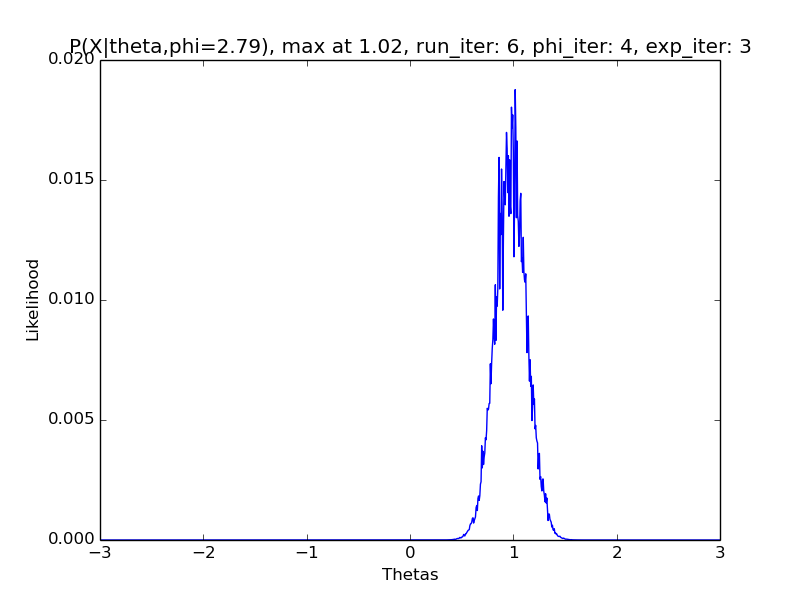 P(X|theta,phi=2.79), max at 1.02, run_iter: 6, phi_iter: 4, exp_iter: 3
0.020
0.015
0.010
0.005
0.000
Likelihood
−3 −2 −1 0 1 2 3
Thetas